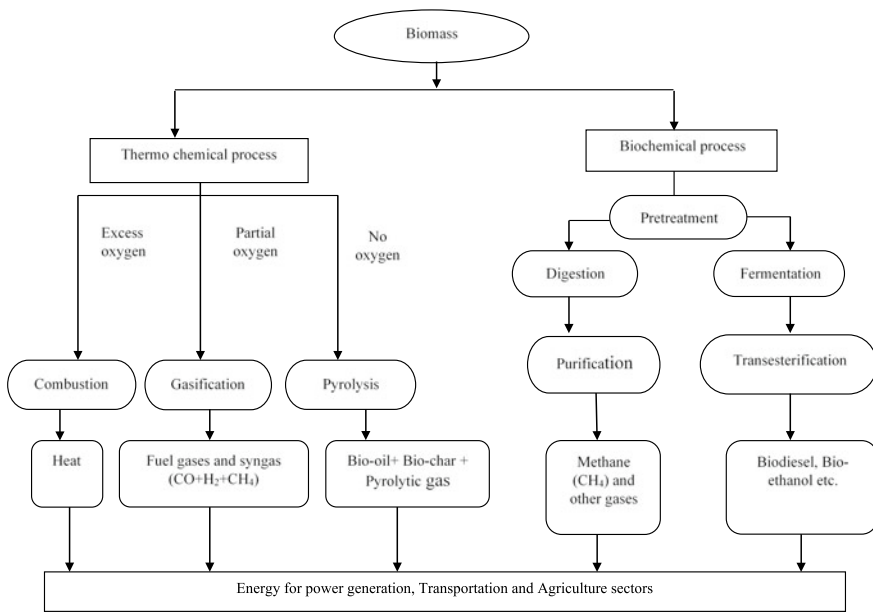 Biomass
Thermo chemical process
Biochemical process
Pretreatment
Excess
oxygen
Partial
oxygen
No
oxygen
Digestion
Fermentation
Purification
Transesterification
Combustion
Gasification
Pyrolysis
Heat
Fuel gases and syngas
(CO+H₂+CH₄)
Bio-oil+ Bio-char +
Pyrolytic gas
Methane
(CH₄) and
other gases
Biodiesel, Bio-
ethanol etc.
Energy for power generation, Transportation and Agriculture sectors